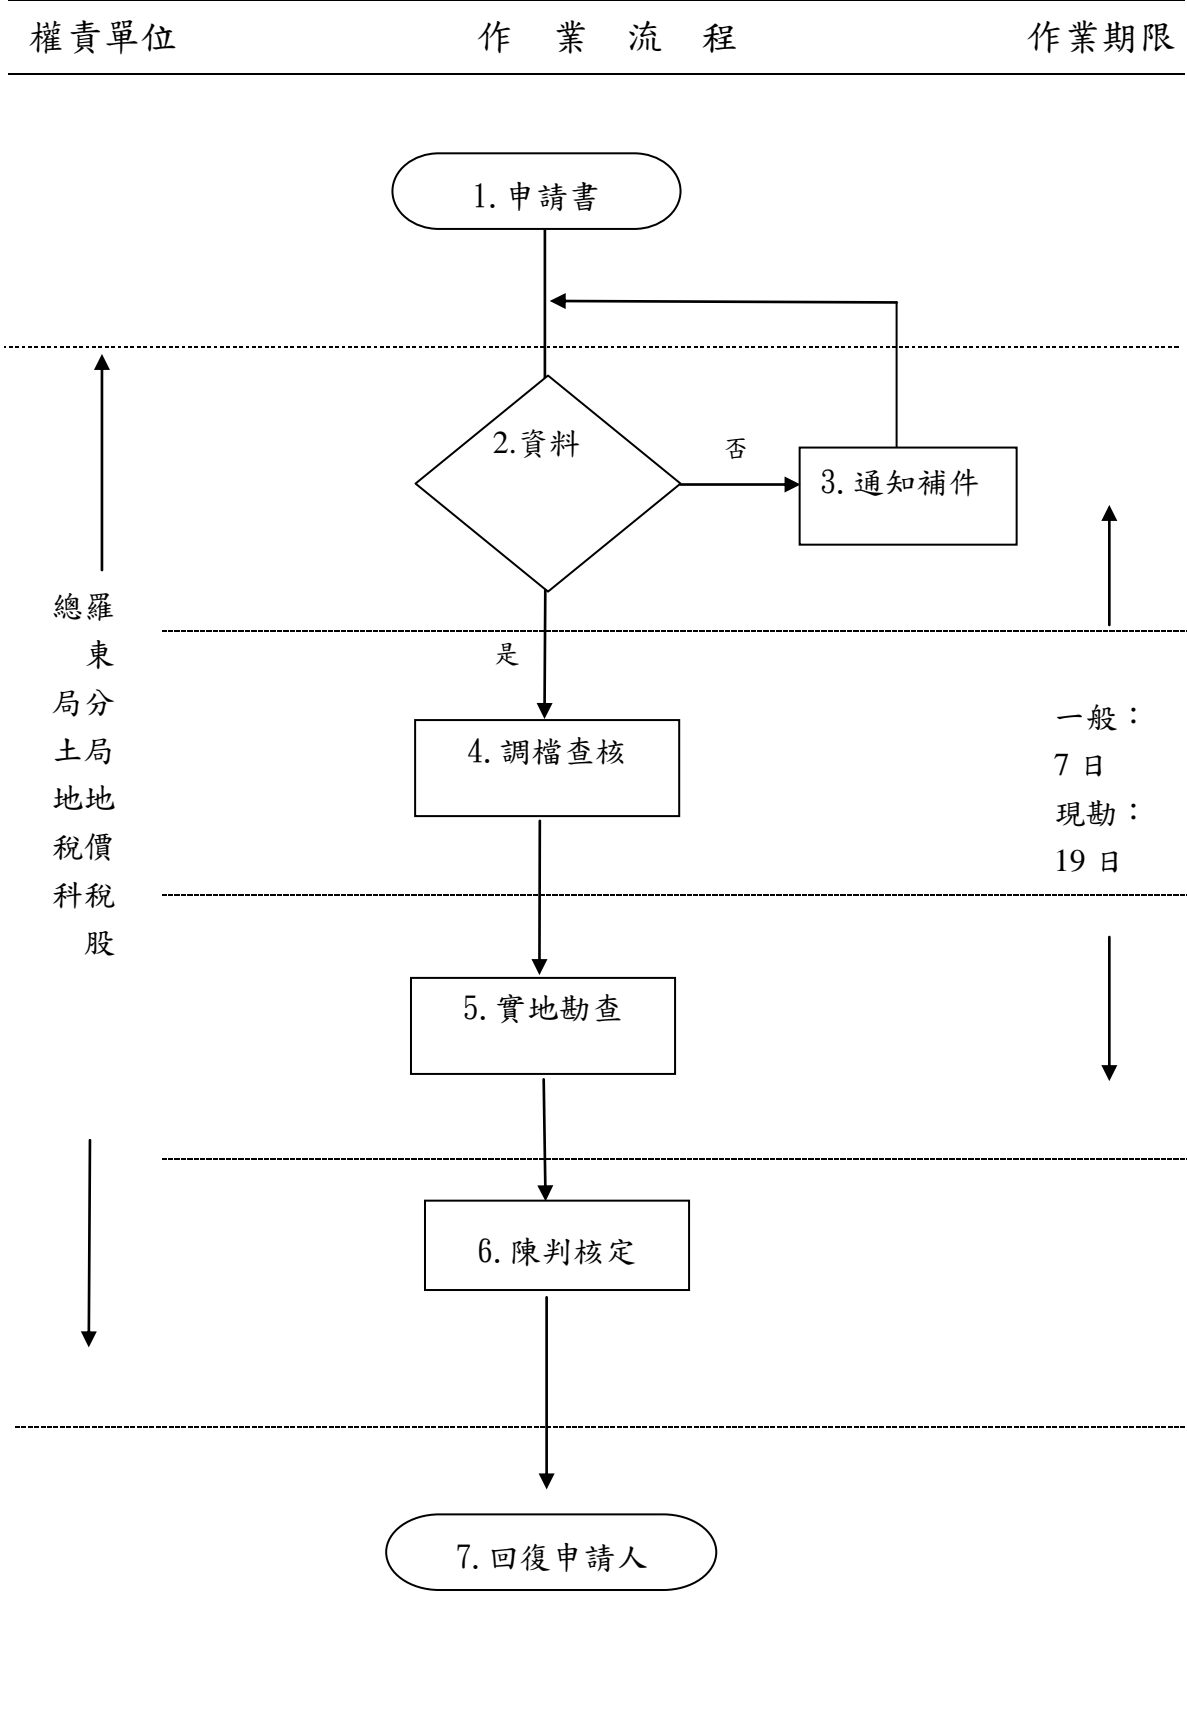 權責單位 作業流程 作業期限
1.申請書
2.資料
否
3.通知補件
總羅
東
局分
土局
地地
稅價
科稅
股
是
4.調檔查核
一般：
7 日
現勘：
19 日
5.實地勘查
6.陳判核定
7.回復申請人